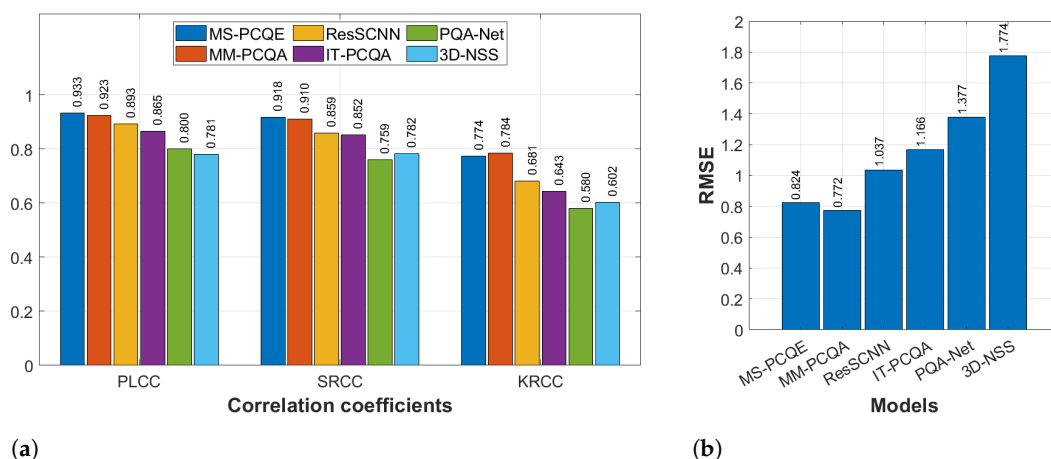 MS-PCQE ResSCNN PQA-Net
MM-PCQA IT-PCQA 3D-NSS
1
0.8
0.6
0.4
0.2
0
0.933
0.923
0.893
0.865
0.800
0.781
0.918
0.910
0.859
0.852
0.759
0.782
0.774
0.784
0.681
0.643
0.580
0.602
PLCC SRCC KRCC
Correlation coefficients
(a)
RMSE
2
1.8
1.6
1.4
1.2
1
0.8
0.6
0.4
0.2
0
0.824
0.772
1.037
1.166
1.377
1.774
MS-PCQE
MM-PCQA
ResSCNN
IT-PCQA
PQA-Net
3D-NSS
Models
(b)